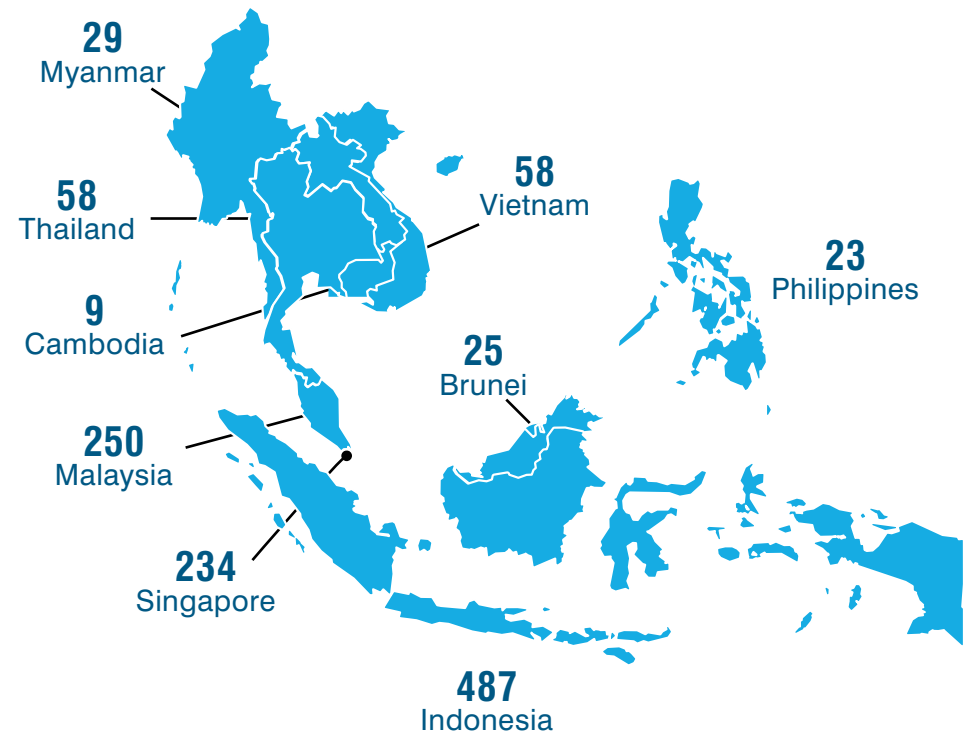 29
Myanmar
58
Vietnam
58
Thailand
23
Philippines
9
Cambodia
25
Brunei
250
Malaysia
234
Singapore
487
Indonesia